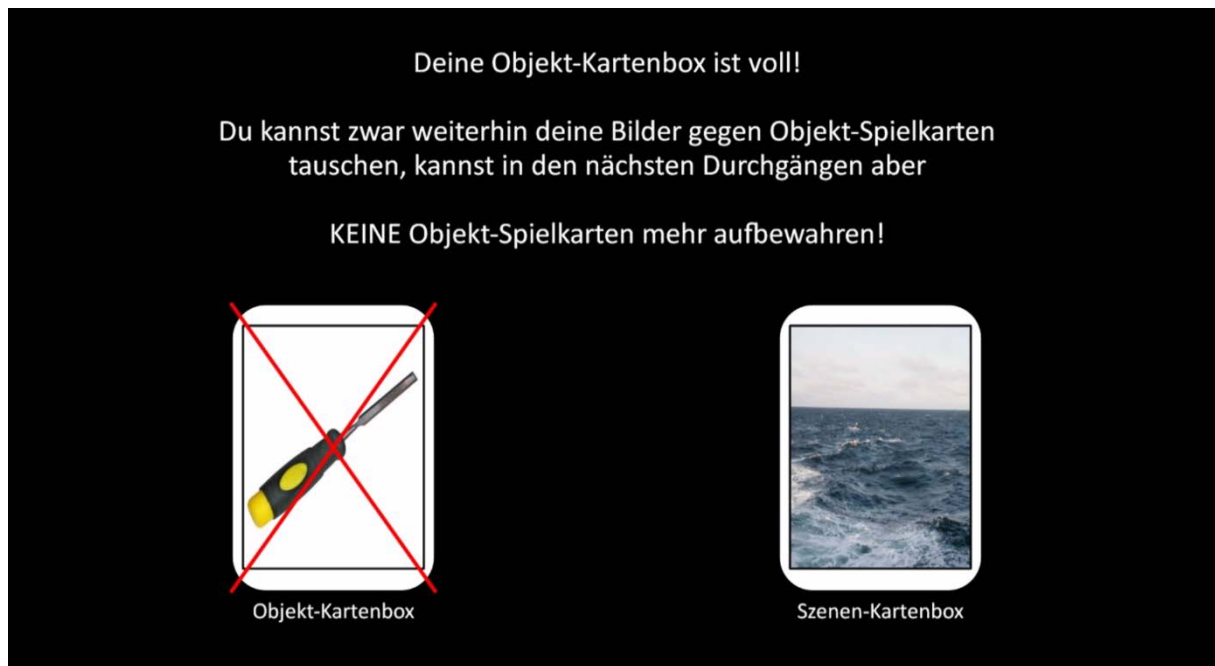 Deine Objekt-Kartenbox ist voll!
Du kannst zwar weiterhin deine Bilder gegen Objekt-Spielkarten
tauschen, kannst in den nächsten Durchgängen aber
KEINE Objekt-Spielkarten mehr aufbewahren!
Objekt-Kartenbox
Szenen-Kartenbox